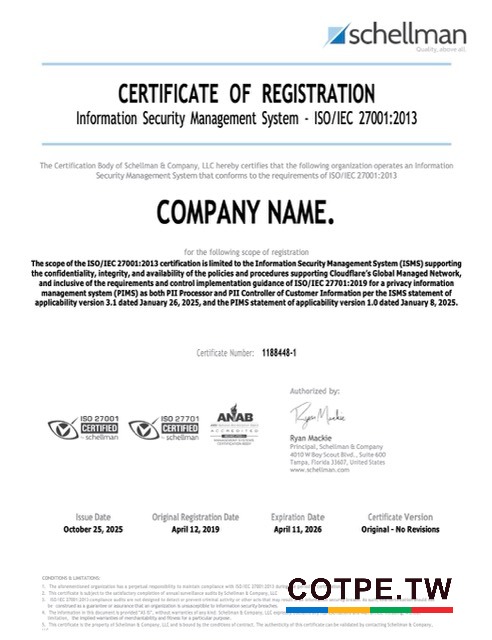 schellman
Quality, above all.
CERTIFICATE OF REGISTRATION
Information Security Management System - ISO/IEC 27001:2013
The Certification Body of Schellman & Company, LLC hereby certifies that the following organization operates an Information
Security Management System that conforms to the requirements of ISO/IEC 27001:2013
COMPANY NAME.
for the following scope of registration
The scope of the ISO/IEC 27001:2013 certification is limited to the Information Security Management System (ISMS) supporting
the confidentiality, integrity, and availability of the policies and procedures supporting Cloudflare's Global Managed Network,
and inclusive of the requirements and control implementation guidance of ISO/IEC 27701:2019 for a privacy information
management system (PIMS) as both PII Processor and PII Controller of Customer Information per the ISMS statement of
applicability version 3.1 dated January 26, 2025, and the PIMS statement of applicability version 1.0 dated January 8, 2025.
Certificate Number: 1188448-1
Authorized by:
Ryan Mackie
ISO 27001
CERTIFIED
by schellman
ISO 27701
CERTIFIED
by schellman
ANAB
ACCREDITED
Ryan Mackie
Principal, Schellman & Company
4010 W Boy Scout Blvd., Suite 600
Tampa, Florida 33607, United States
www.schellman.com
Issue Date
October 25, 2025
Original Registration Date
April 12, 2019
Expiration Date
April 11, 2026
Certificate Version
Original - No Revisions
CONDITIONS & LIMITATIONS:
1. The aforementioned organization has a perpetual responsibility to maintain compliance with ISO/IEC 27001:2013 during
2. This certificate is subject to the satisfactory completion of annual surveillance audits by Schellman & Company, LLC
3. ISO/IEC 27001:2013 compliance audits are not designed to detect or prevent criminal activity or other acts that may result
be construed as a guarantee or assurance that an organization is unsusceptible to information security breaches.
4. The information in this document is provided "AS IS", without warranties of any kind. Schellman & Company, LLC expressly
limitation, the implied warranties of merchantability and fitness for a particular purpose.
5. This certificate is the property of Schellman & Company, LLC and is bound by the conditions of contract. The authenticity of this certificate can be validated by contacting Schellman & Company,
LLC
COTPE.TW